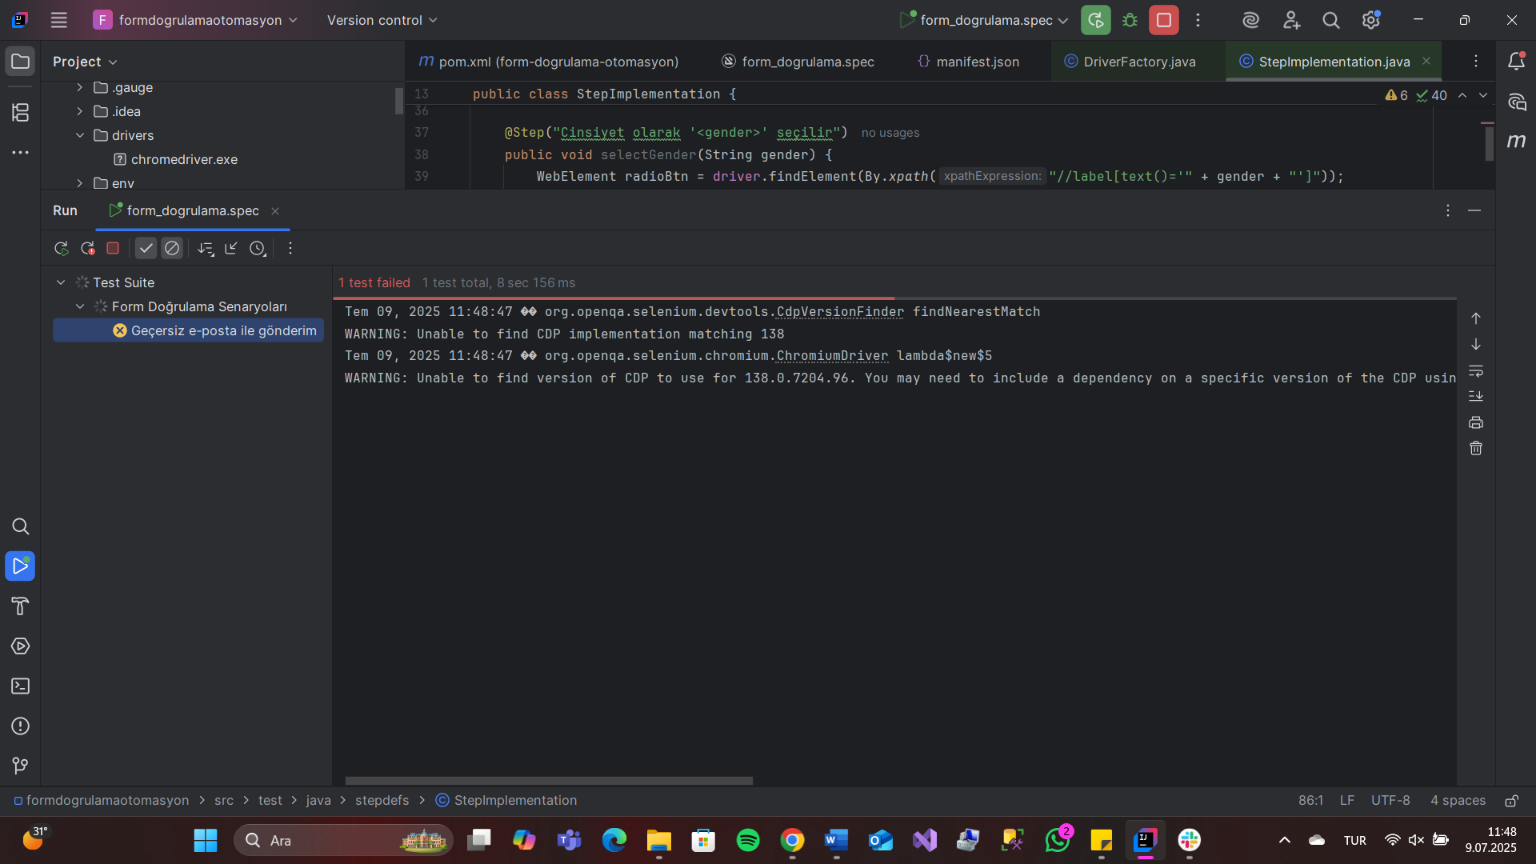 F formdogrulamaotomasyon Version control form_dogrulama.spec
Project
m pom.xml (form-dogrulama-otomasyon) form_dogrulama.spec {} manifest.json © DriverFactory.java © StepImplementation.java
.gauge
.idea
drivers
chromedriver.exe
env
13 public class StepImplementation {
6 40
36
37 @Step("Cinsiyet olarak '<gender>' seçilir") no usages
38 public void selectGender(String gender) {
39 WebElement radioBtn = driver.findElement(By.xpath( xpathExpression: "//label[text()='" + gender + "']"));
m
Run form_dogrulama.spec
Test Suite
Form Doğrulama Senaryoları
Geçersiz e-posta ile gönderim
1 test failed 1 test total, 8 sec 156 ms
Tem 09, 2025 11:48:47 �� org.openqa.selenium.devtools.CdpVersionFinder findNearestMatch
WARNING: Unable to find CDP implementation matching 138
Tem 09, 2025 11:48:47 �� org.openqa.selenium.chromium.ChromiumDriver lambda$new$5
WARNING: Unable to find version of CDP to use for 138.0.7204.96. You may need to include a dependency on a specific version of the CDP usin
formdogrulamaotomasyon > src > test > java > stepdefs > © StepImplementation
86:1 LF UTF-8 4 spaces
31°
Ara
2
TUR
11:48
9.07.2025